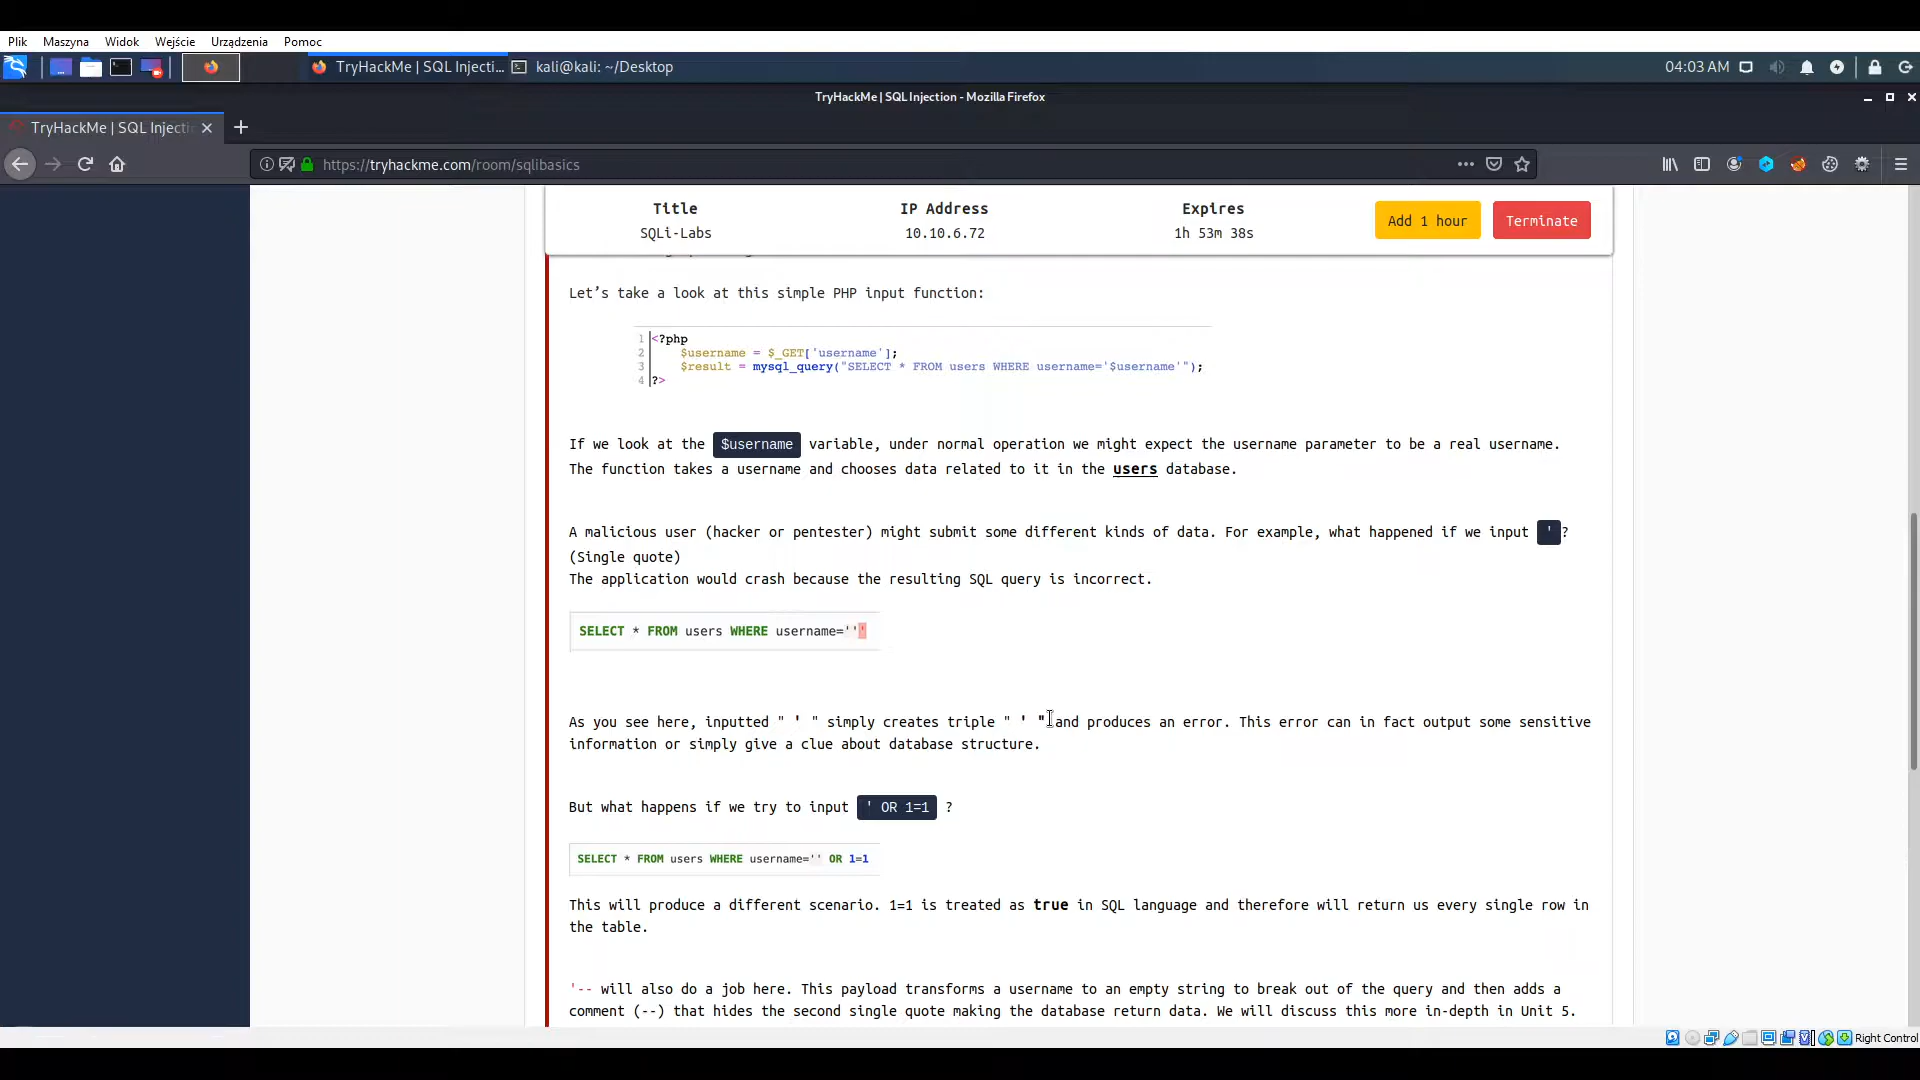 Plik Maszyna Widok Wejście Urządzenia Pomoc
TryHackMe | SQL Injecti... kali@kali: ~/Desktop 04:03 AM
TryHackMe | SQL Injection - Mozilla Firefox
TryHackMe | SQL Injecti
https://tryhackme.com/room/sqlibasics
Title IP Address Expires
SQLi-Labs 10.10.6.72 1h 53m 38s
Add 1 hour Terminate
Let’s take a look at this simple PHP input function:
1 <?php
2 $username = $_GET['username'];
3 $result = mysql_query("SELECT * FROM users WHERE username='$username'");
4 ?>
If we look at the $username variable, under normal operation we might expect the username parameter to be a real username.
The function takes a username and chooses data related to it in the users database.
A malicious user (hacker or pentester) might submit some different kinds of data. For example, what happened if we input ' ?
(Single quote)
The application would crash because the resulting SQL query is incorrect.
SELECT * FROM users WHERE username='''
As you see here, inputted " ' " simply creates triple " ' " and produces an error. This error can in fact output some sensitive
information or simply give a clue about database structure.
But what happens if we try to input ' OR 1=1 ?
SELECT * FROM users WHERE username='' OR 1=1
This will produce a different scenario. 1=1 is treated as true in SQL language and therefore will return us every single row in
the table.
'-- will also do a job here. This payload transforms a username to an empty string to break out of the query and then adds a
comment (--) that hides the second single quote making the database return data. We will discuss this more in-depth in Unit 5.
Right Control